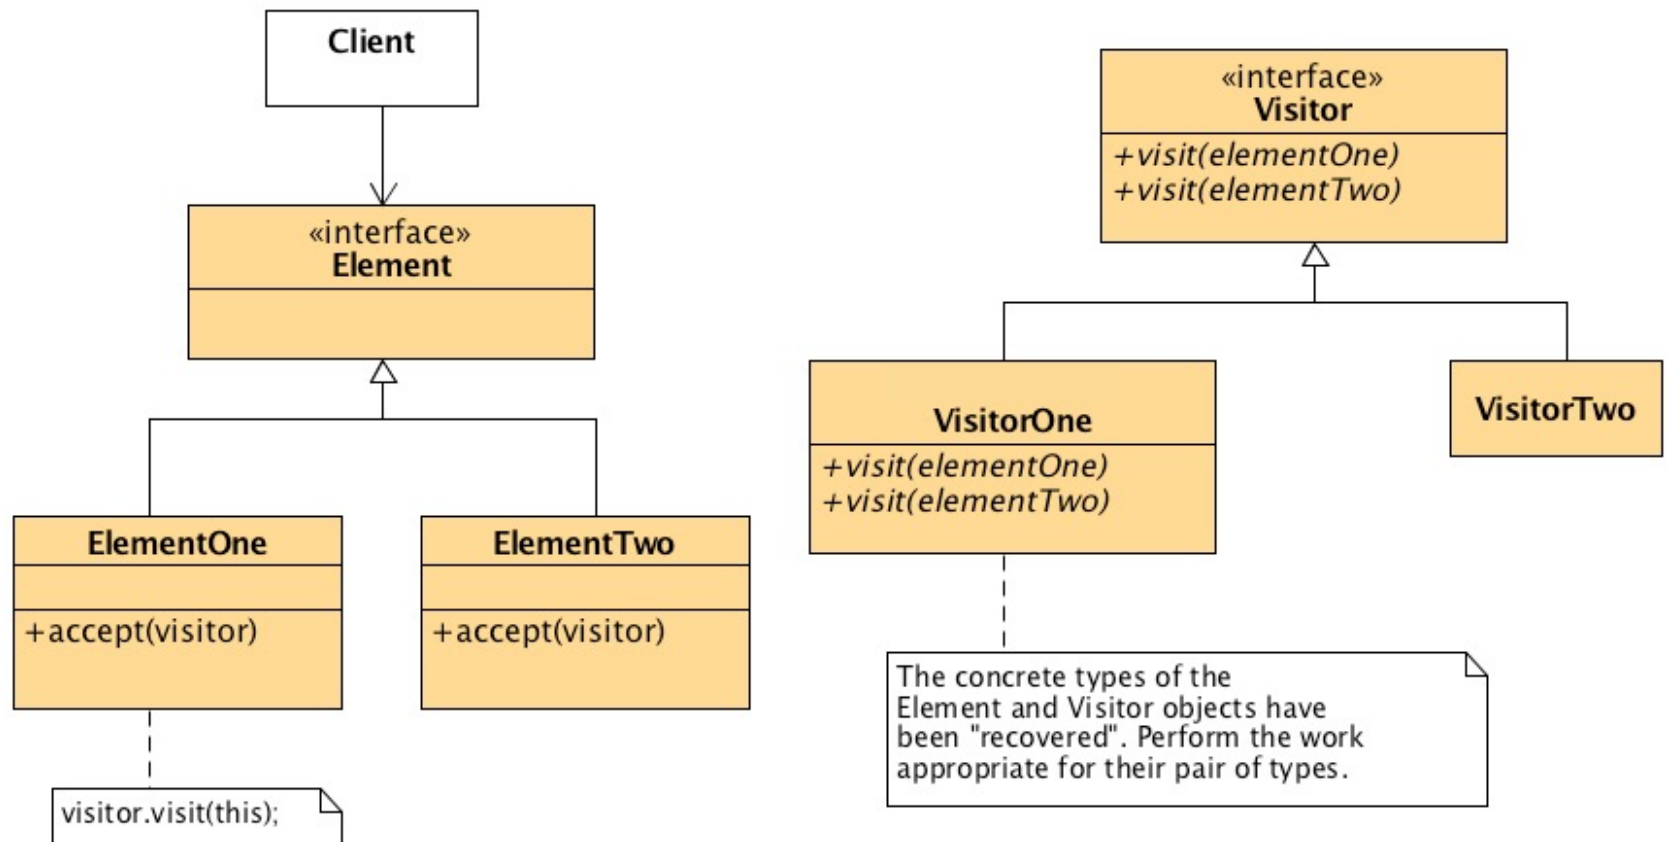 Client
«interface»
Element
ElementOne
+accept(visitor)
visitor.visit(this);
ElementTwo
+accept(visitor)
«interface»
Visitor
+visit(elementOne)
+visit(elementTwo)
VisitorOne
+visit(elementOne)
+visit(elementTwo)
The concrete types of the
Element and Visitor objects have
been "recovered". Perform the work
appropriate for their pair of types.
VisitorTwo